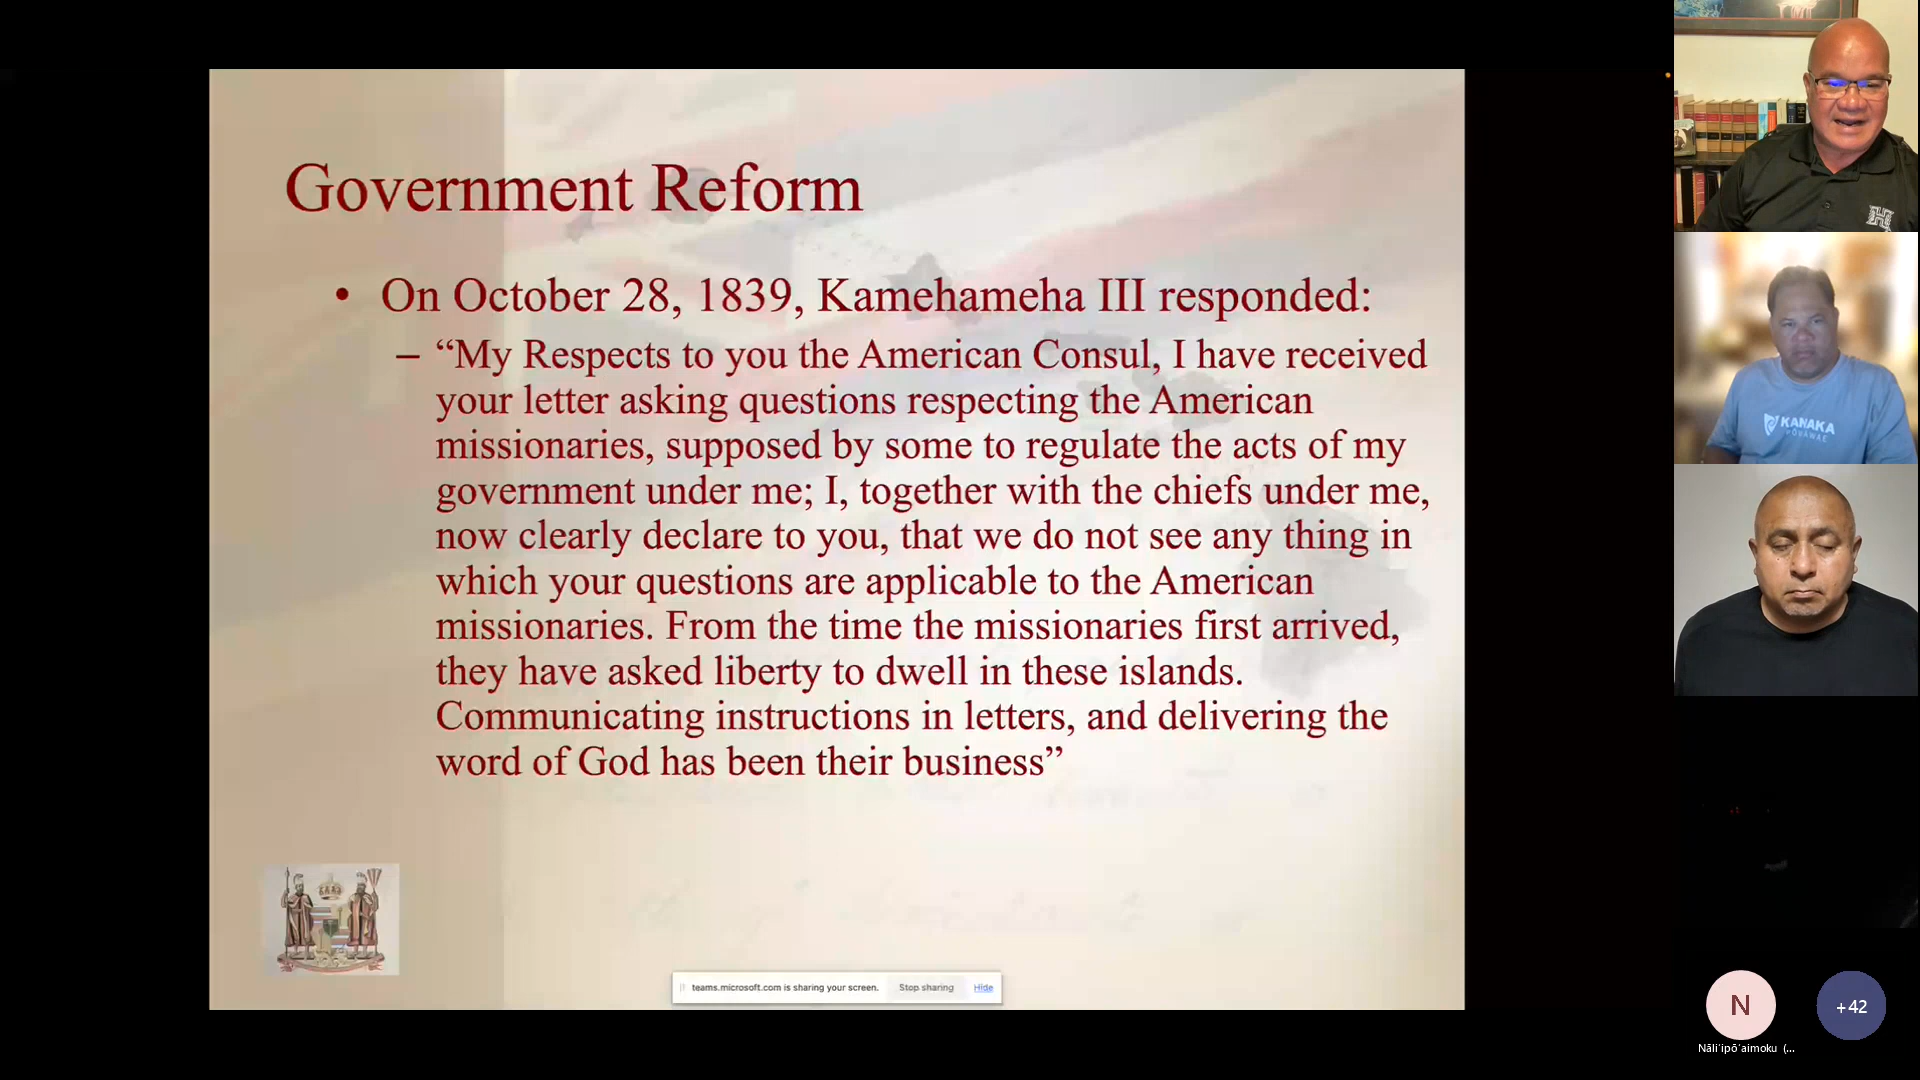 Government Reform
• On October 28, 1839, Kamehameha III responded:
– “My Respects to you the American Consul, I have received
your letter asking questions respecting the American
missionaries, supposed by some to regulate the acts of my
government under me; I, together with the chiefs under me,
now clearly declare to you, that we do not see any thing in
which your questions are applicable to the American
missionaries. From the time the missionaries first arrived,
they have asked liberty to dwell in these islands.
Communicating instructions in letters, and delivering the
word of God has been their business”
teams.microsoft.com is sharing your screen. Stop sharing Hide
H
KANAKA
N
+42
Nāliʻipōʻaimoku (...